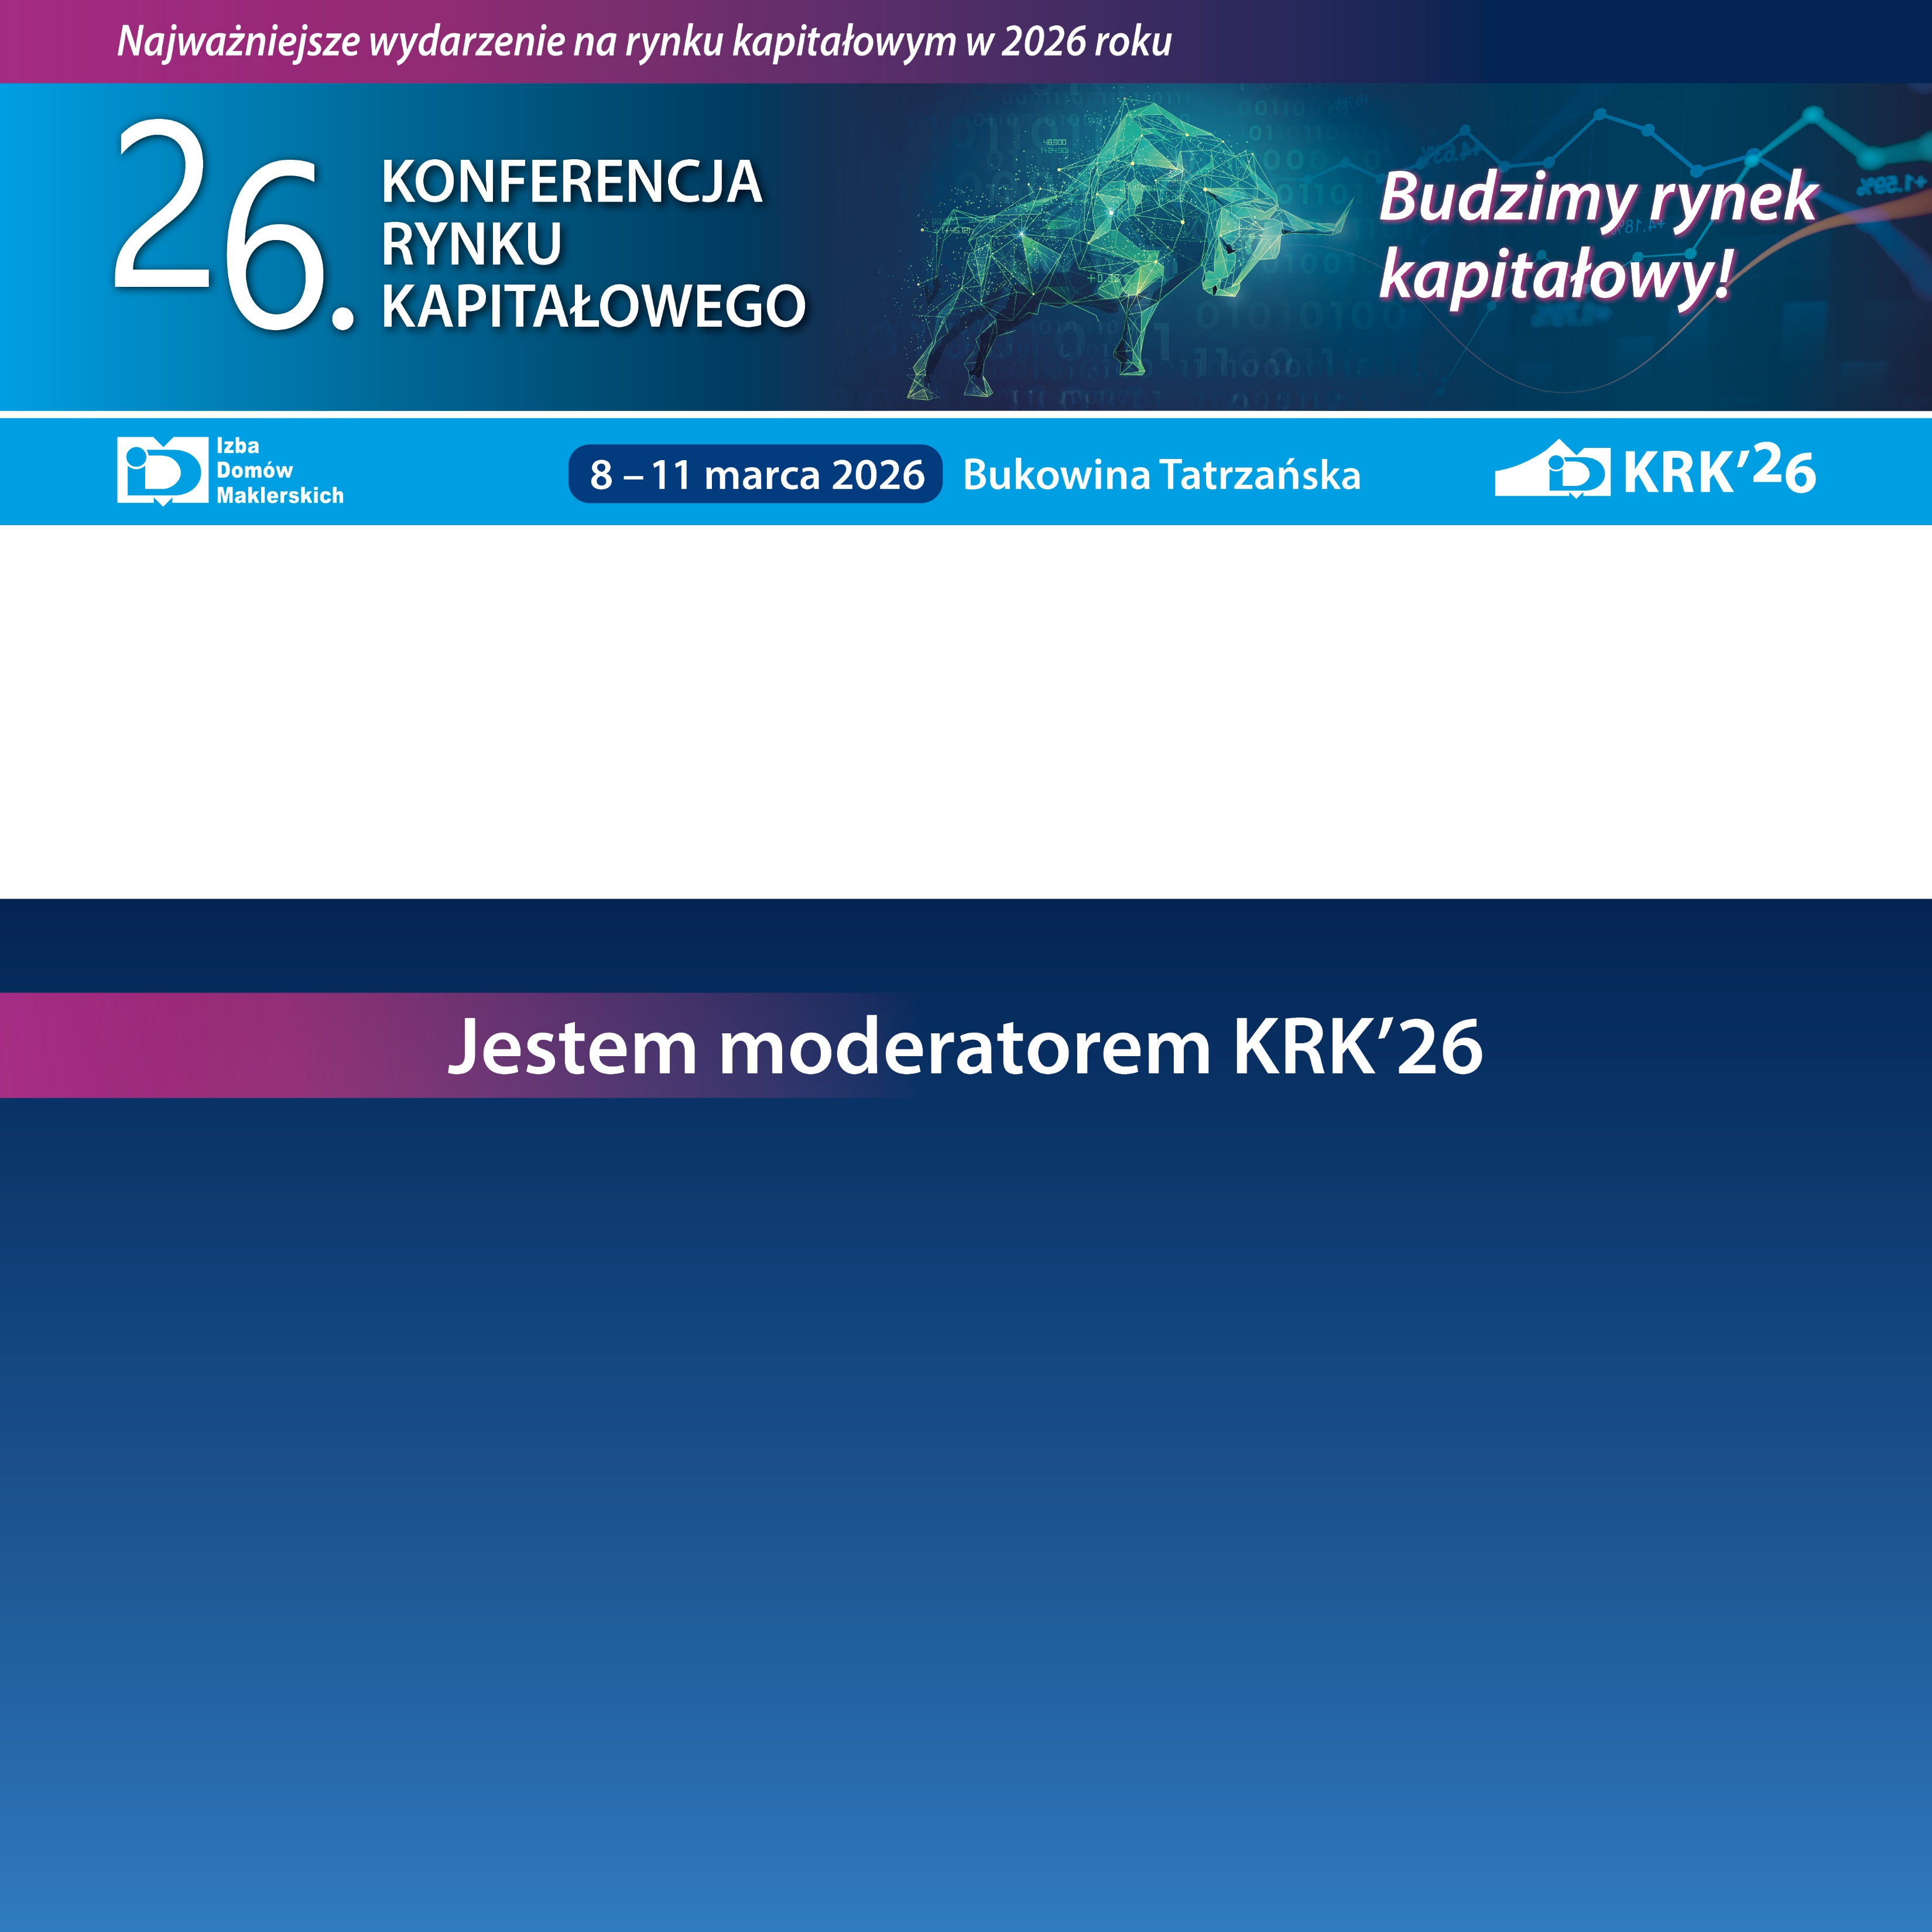 Najważniejsze wydarzenie na rynku kapitałowym w 2026 roku
26.
KONFERENCJA
RYNKU
KAPITAŁOWEGO
Budzimy rynek
kapitałowy!
Izba
Domów
Maklerskich
8 – 11 marca 2026
Bukowina Tatrzańska
KRK’26
Jestem moderatorem KRK’26